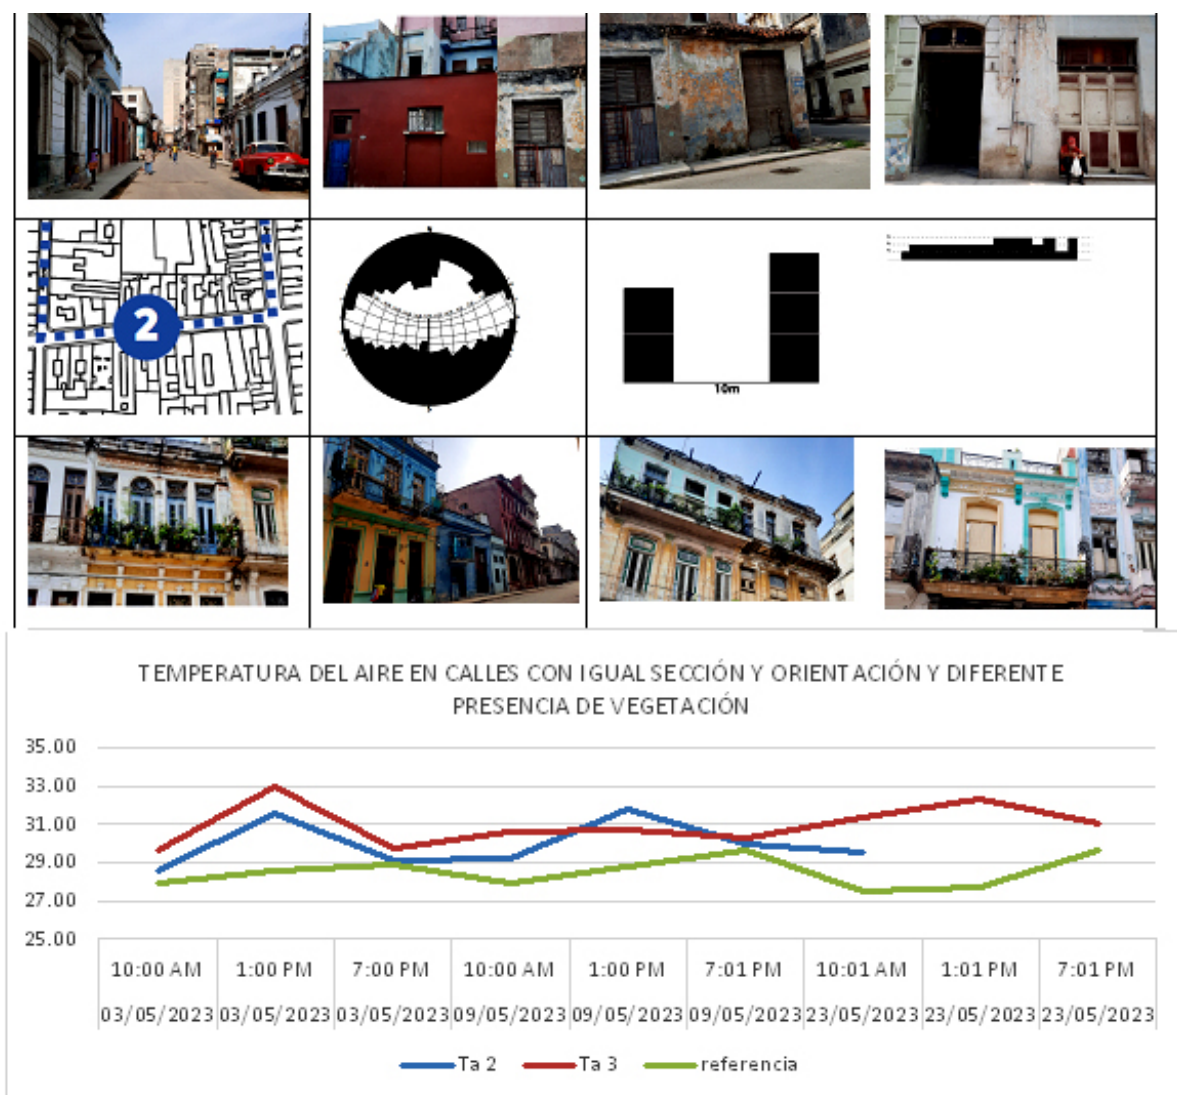 2
10m
TEMPERATURA DEL AIRE EN CALLES CON IGUAL SECCIÓN Y ORIENTACIÓN Y DIFERENTE
PRESENCIA DE VEGETACIÓN
35.00
33.00
31.00
29.00
27.00
25.00
10:00 AM 1:00 PM 7:00 PM 10:00 AM 1:00 PM 7:01 PM 10:01 AM 1:01 PM 7:01 PM
03/05/2023 03/05/2023 03/05/2023 09/05/2023 09/05/2023 09/05/2023 23/05/2023 23/05/2023 23/05/2023
Ta 2 Ta 3 referencia